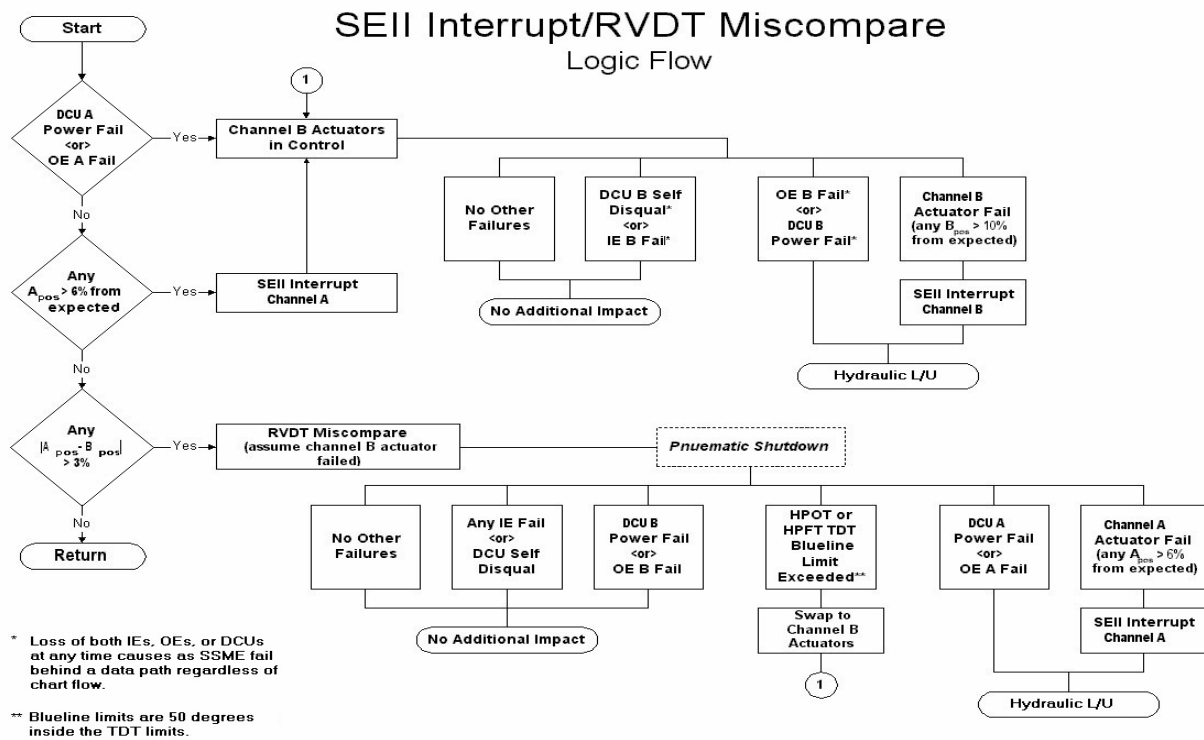 SEII Interrupt/RVDT Miscompare
Logic Flow
Start
1
DCU A
Power Fail
<or>
OE A Fail
Yes
Channel B Actuators
in Control
No
Any
Apos > 6% from
expected
Yes
SEII Interrupt
Channel A
No Other
Failures
DCU B Self
Disqual*
<or>
IE B Fail*
OE B Fail*
<or>
DCU B
Power Fail*
Channel B
Actuator Fail
(any Bpos > 10%
from expected)
SEII Interrupt
Channel B
No Additional Impact
Hydraulic L/U
No
Any
|A pos - B pos|
> 3%
Yes
RVDT Miscompare
(assume channel B actuator
failed)
Pnuematic Shutdown
No
Return
No Other
Failures
Any IE Fail
<or>
DCU Self
Disqual
DCU B
Power Fail
<or>
OE B Fail
HPOT or
HPFT TDT
Blueline
Limit
Exceeded**
DCU A
Power Fail
<or>
OE A Fail
Channel A
Actuator Fail
(any Apos > 6%
from expected)
No Additional Impact
Swap to
Channel B
Actuators
1
SEII Interrupt
Channel A
Hydraulic L/U
* Loss of both IEs, OEs, or DCUs
at any time causes as SSME fail
behind a data path regardless of
chart flow.
** Blueline limits are 50 degrees
inside the TDT limits.